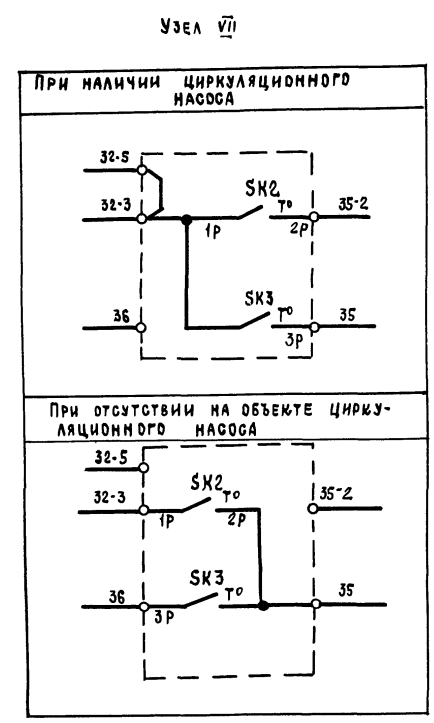 Узел VII
При наличии циркуляционного
насоса
32-5
SK2
32-3
T°
35-2
1P
2P
SK3
36
T°
35
3P
При отсутствии на объекте цирку-
ляционного насоса
32-5
SK2
32-3
T°
35-2
1P
2P
SK3
36
T°
35
3P